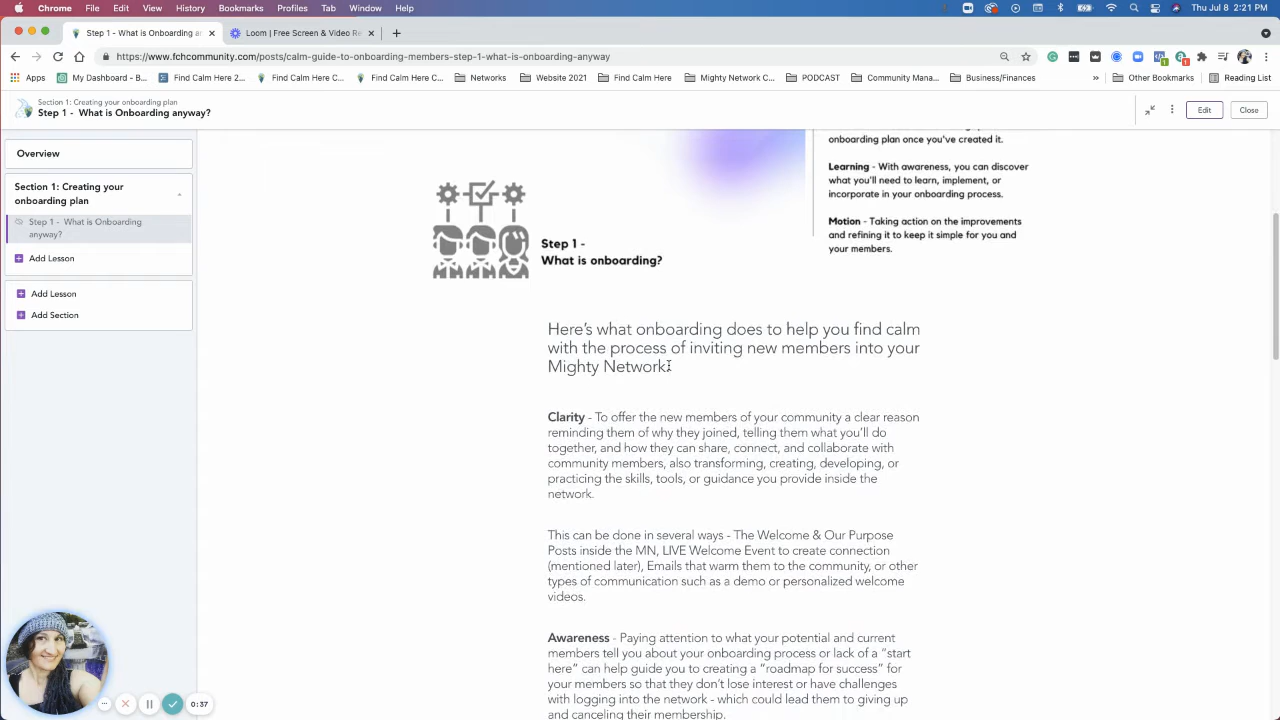 Chrome File Edit View History Bookmarks Profiles Tab Window Help Thu Jul 8 2:21 PM
Step 1 - What is Onboarding an
Loom | Free Screen & Video Re
https://www.fchcommunity.com/posts/calm-guide-to-onboarding-members-step-1-what-is-onboarding-anyway
Apps My Dashboard - B... Find Calm Here 2... Find Calm Here C... Find Calm Here C... Networks Website 2021 Find Calm Here Mighty Network C... PODCAST Community Mana... Business/Finances » Other Bookmarks Reading List
Section 1: Creating your onboarding plan
Step 1 - What is Onboarding anyway?
Edit
Close
Overview
Section 1: Creating your
onboarding plan
Step 1 - What is Onboarding
anyway?
Add Lesson
Add Lesson
Add Section
onboarding plan once you've created it.
Learning - With awareness, you can discover
what you'll need to learn, implement, or
incorporate in your onboarding process.
Motion - Taking action on the improvements
and refining it to keep it simple for you and
your members.
Step 1 -
What is onboarding?
Here's what onboarding does to help you find calm
with the process of inviting new members into your
Mighty Network:
Clarity - To offer the new members of your community a clear reason
reminding them of why they joined, telling them what you'll do
together, and how they can share, connect, and collaborate with
community members, also transforming, creating, developing, or
practicing the skills, tools, or guidance you provide inside the
network.
This can be done in several ways - The Welcome & Our Purpose
Posts inside the MN, LIVE Welcome Event to create connection
(mentioned later), Emails that warm them to the community, or other
types of communication such as a demo or personalized welcome
videos.
Awareness - Paying attention to what your potential and current
members tell you about your onboarding process or lack of a “start
here” can help guide you to creating a “roadmap for success” for
your members so that they don't lose interest or have challenges
with logging into the network - which could lead them to giving up
and canceling their membership.
0:37